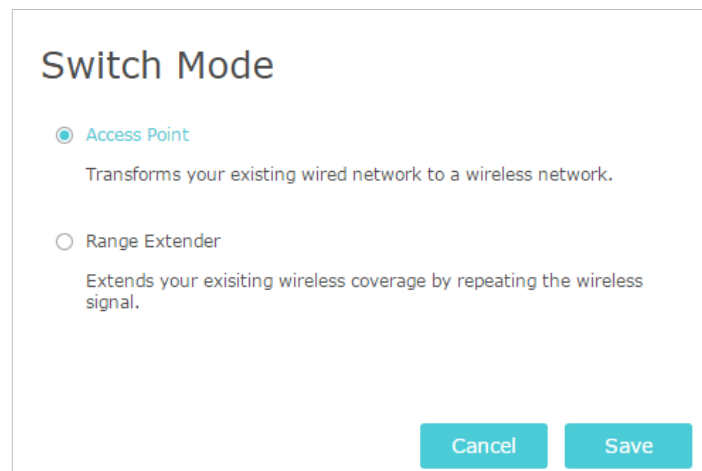 Switch Mode
Access Point
Transforms your existing wired network to a wireless network.
Range Extender
Extends your exisiting wireless coverage by repeating the wireless
signal.
Cancel
Save